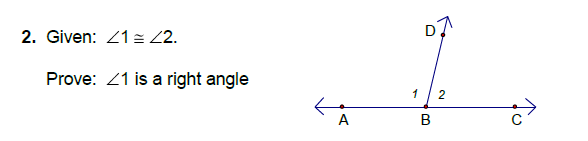 2. Given: ∠1 ≅ ∠2.
Prove: ∠1 is a right angle
D
1 2
A B C